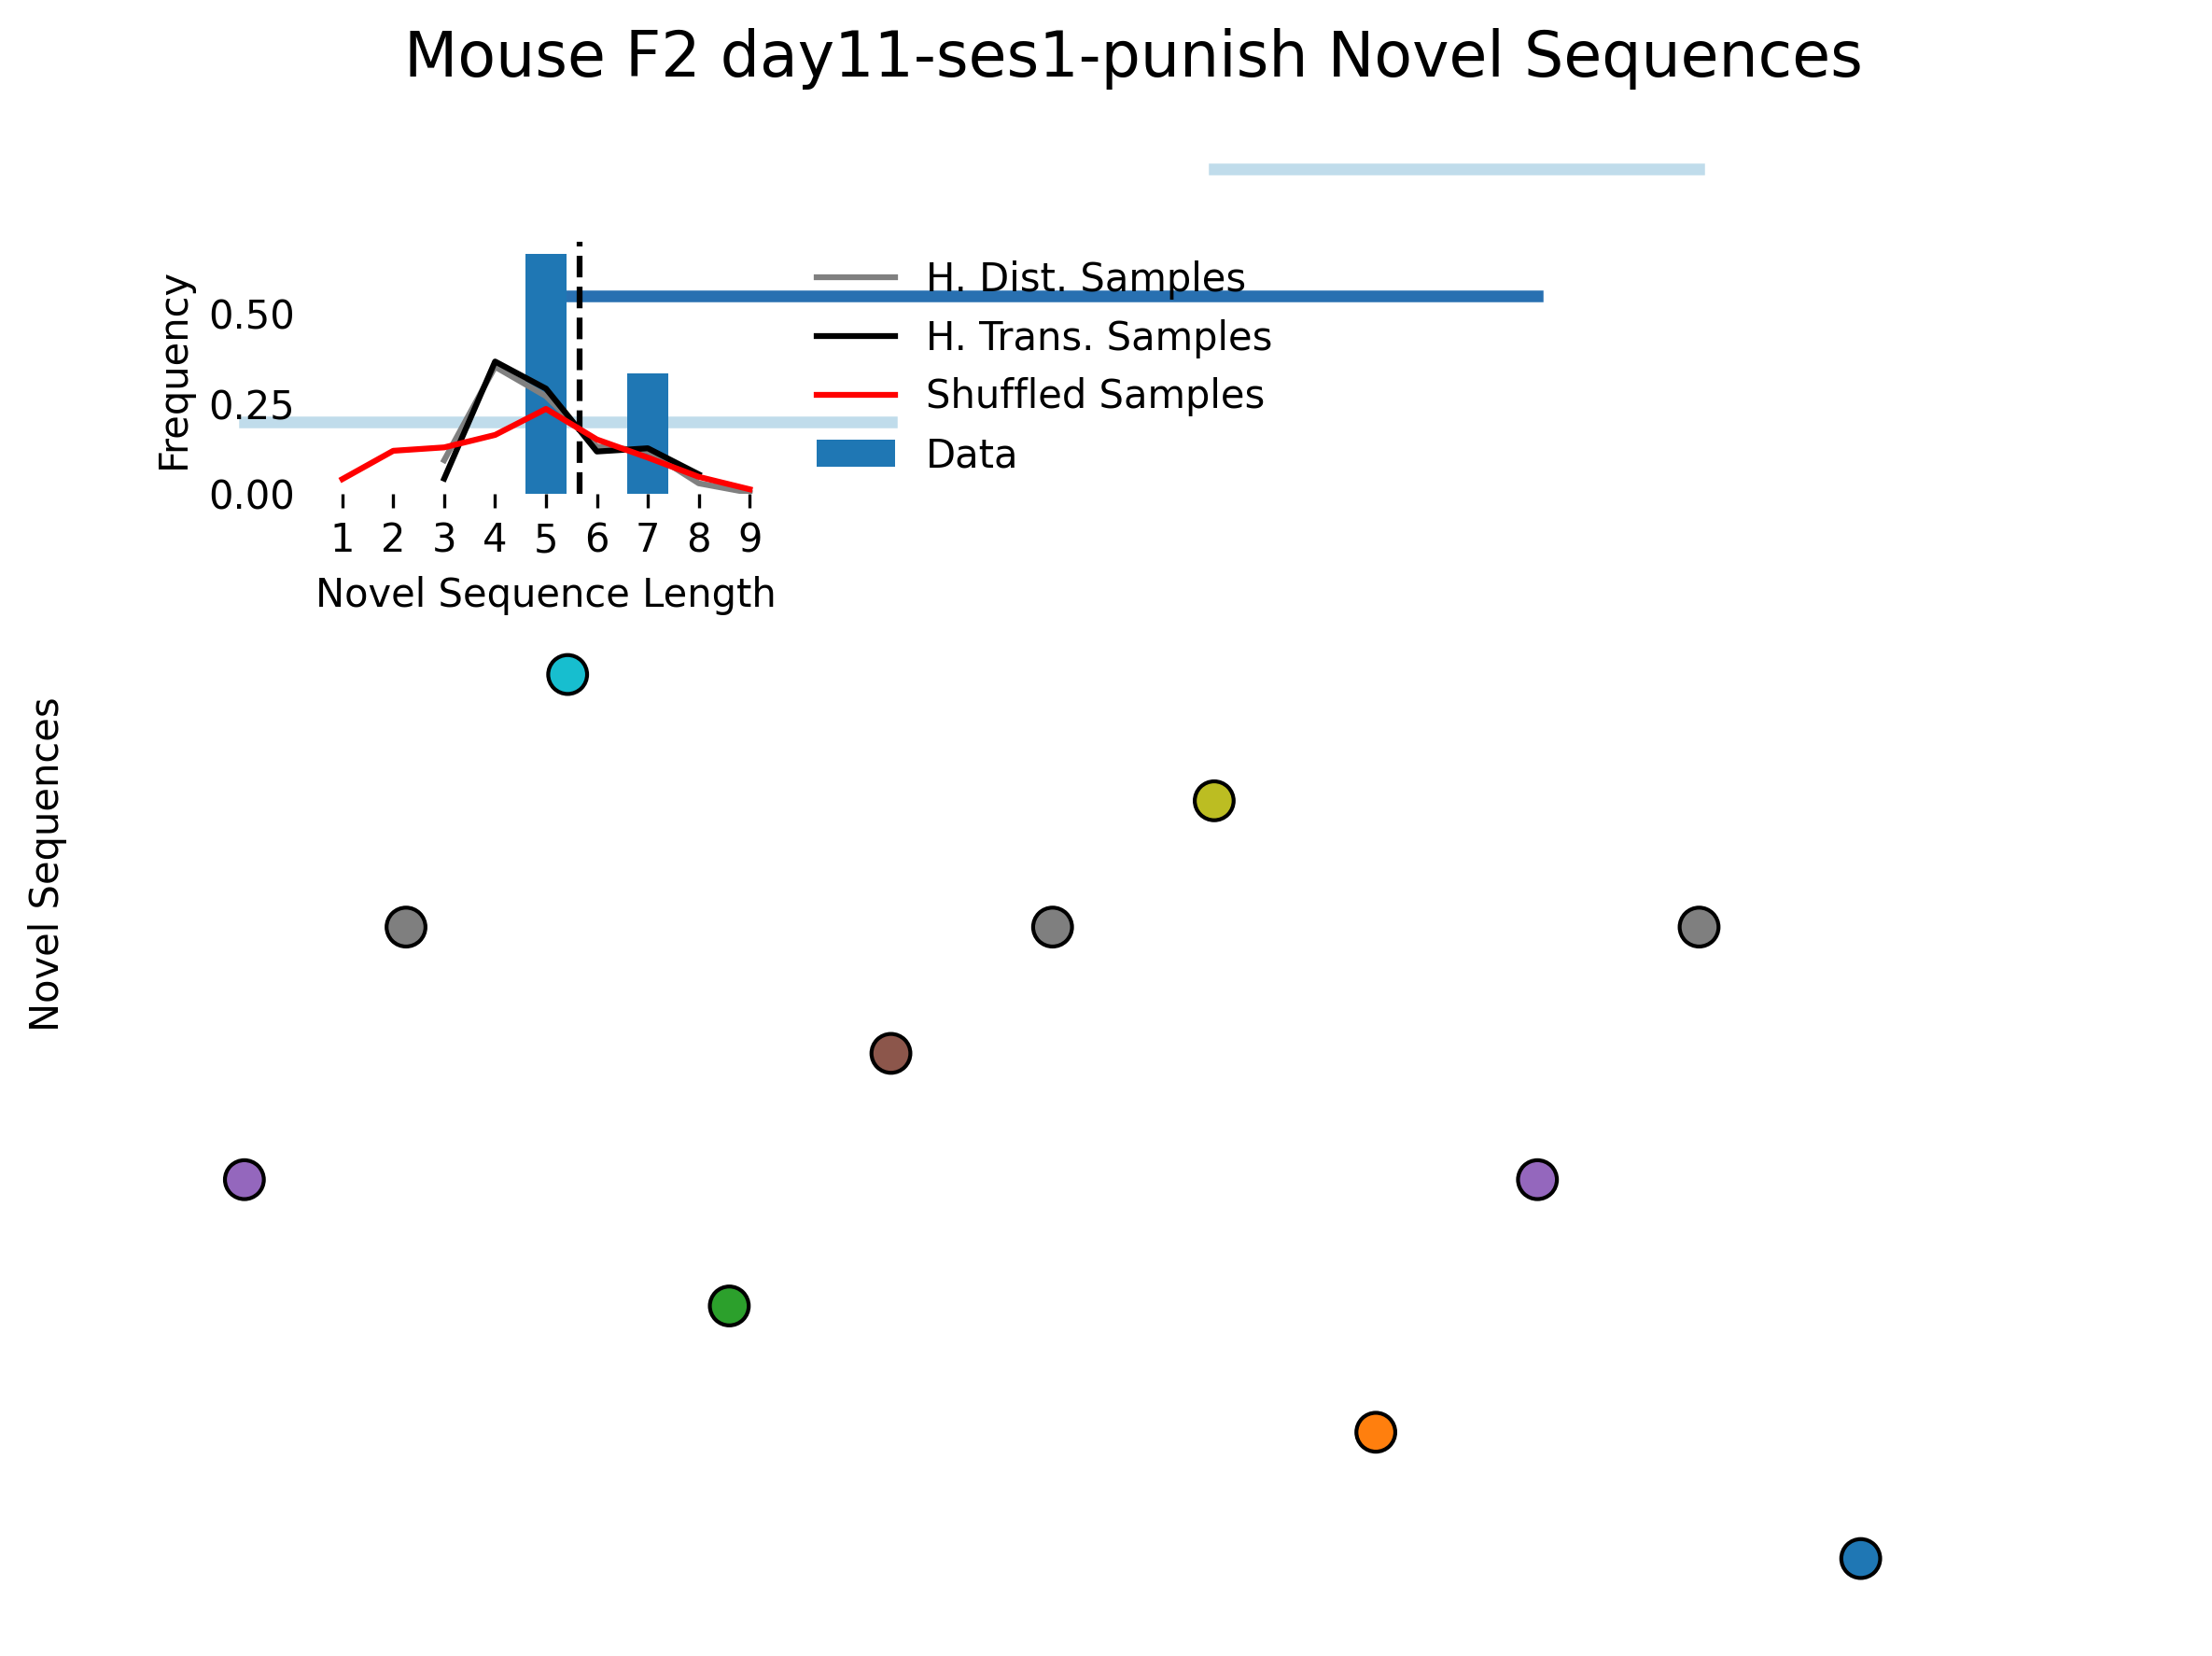 Mouse F2 day11-ses1-punish Novel Sequences
Frequency
0.50
0.25
0.00
1 2 3 4 5 6 7 8 9
Novel Sequence Length
H. Dist. Samples
H. Trans. Samples
Shuffled Samples
Data
Novel Sequences